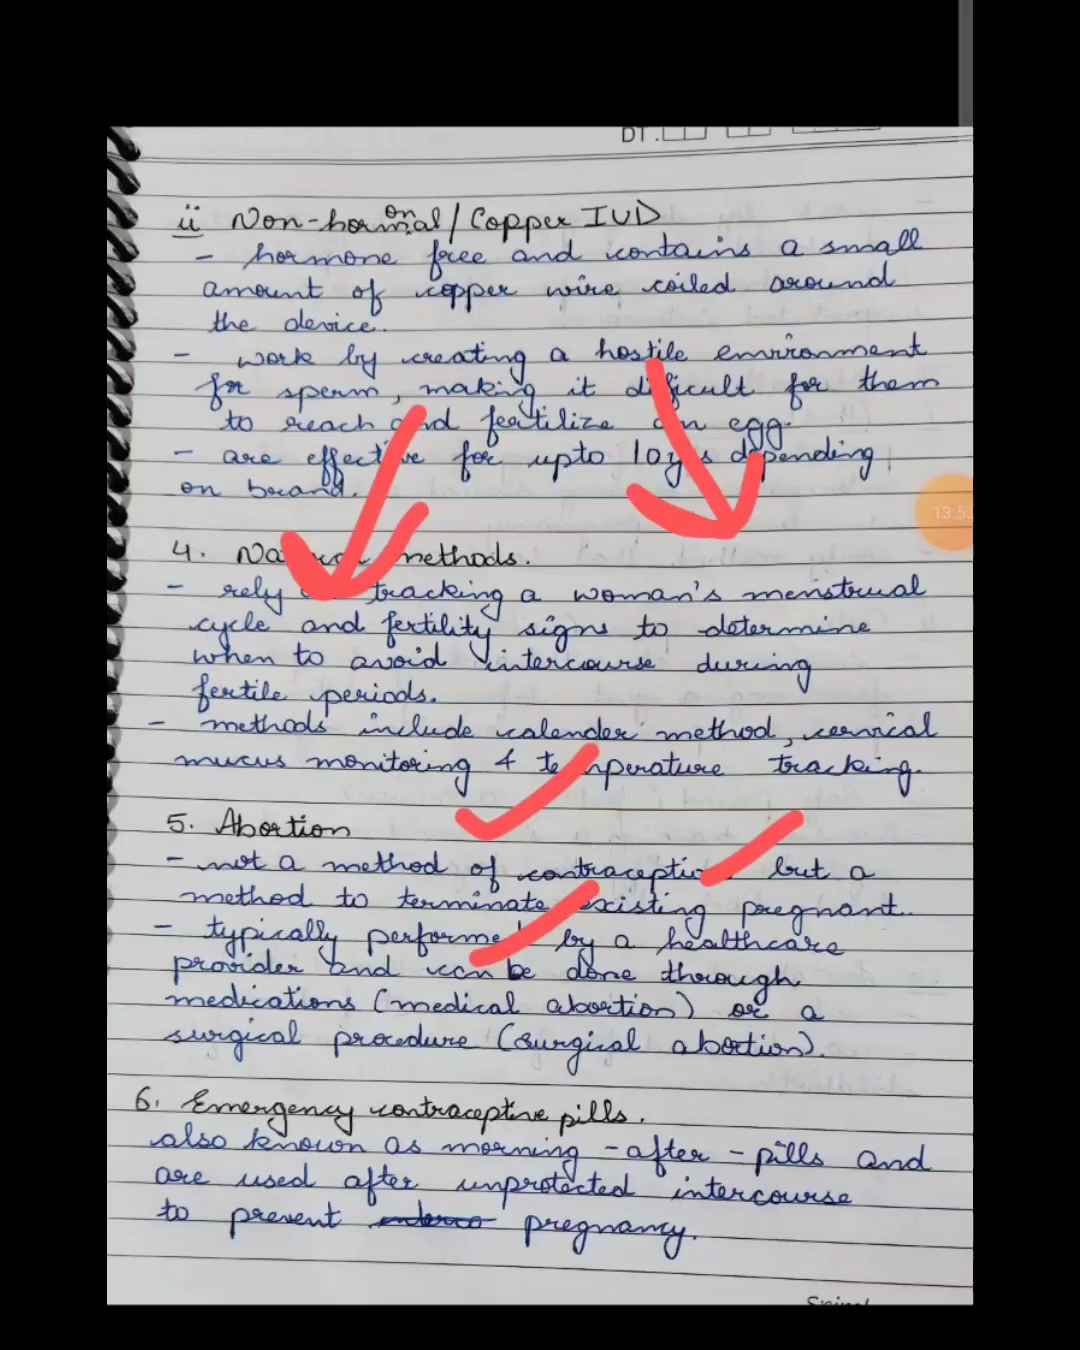 DT.
ii Non-hormonal/Copper IUD
- hormone free and contains a small
amount of copper wire coiled around
the device.
- work by creating a hostile environment
for sperm, making it difficult for them
to reach and fertilize an egg.
- are effective for upto 10 yrs depending
on brand.
13:53
4. Natural methods.
- rely on tracking a woman's menstrual
cycle and fertility signs to determine
when to avoid intercourse during
fertile periods.
- methods include calender method, cervical
mucus monitoring & temperature tracking.
5. Abortion
- not a method of contraception but a
method to terminate existing pregnant.
- typically performed by a healthcare
provider and can be done through
medications (medical abortion) or a
surgical procedure (surgical abortion).
6. Emergency contraceptive pills.
also known as morning-after-pills and
are used after unprotected intercourse
to prevent pregnancy.